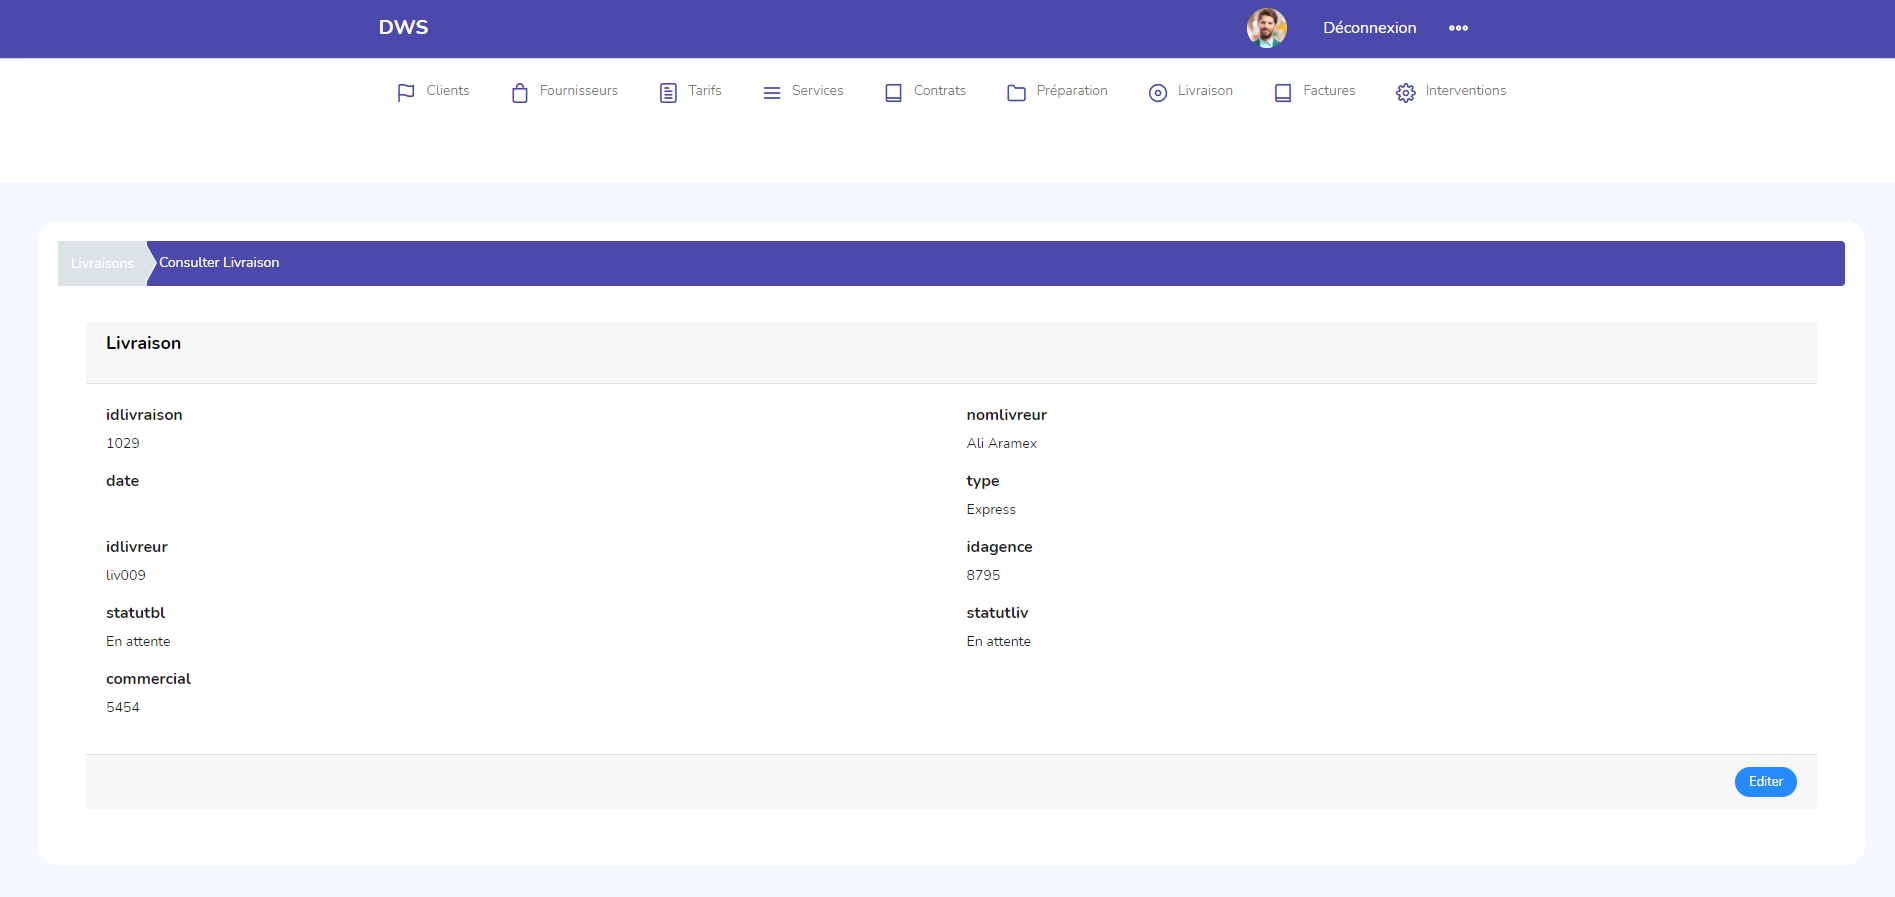 DWS
Déconnexion
Clients Fournisseurs Tarifs Services Contrats Préparation Livraison Factures Interventions
Livraisons Consulter Livraison
Livraison
idlivraison nomlivreur
1029 Ali Aramex
date type
Express
idlivreur idagence
liv009 8795
statutbl statutliv
En attente En attente
commercial
5454
Editer